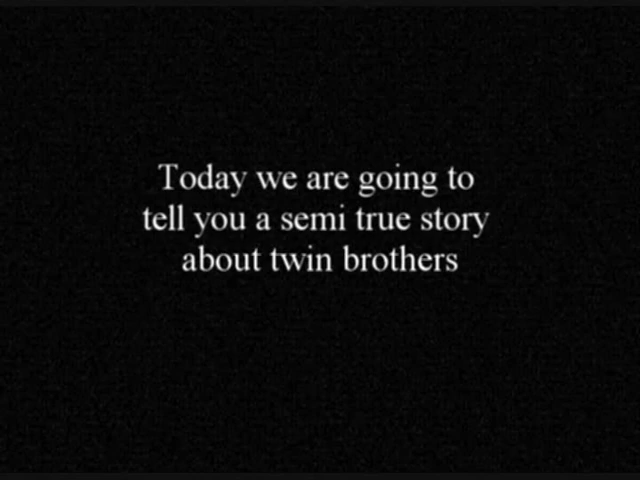 Today we are going to
tell you a semi true story
about twin brothers